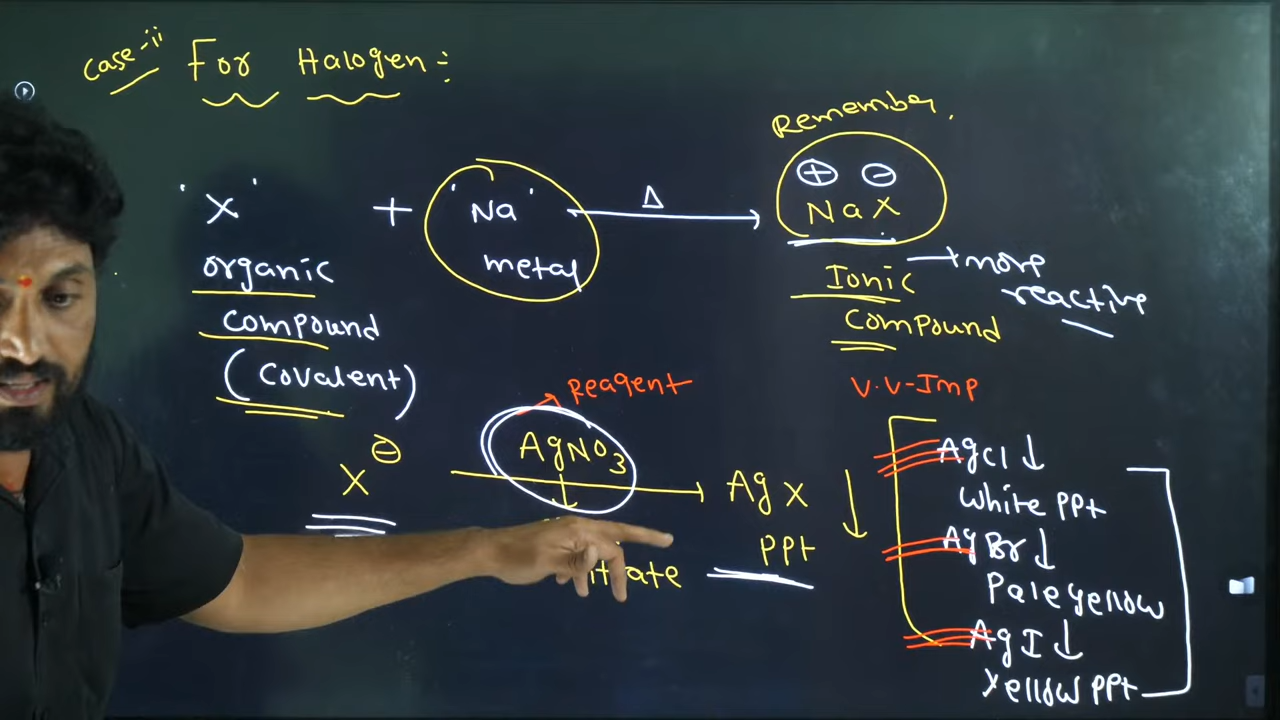 Case-ii For Halogen:
Remember.
⊕ ⊖
'X' + 'Na' Δ NaX
metal
organic
compound
(covalent)
Ionic
compound
more
reactive
Reagent
V.V-Imp
X⊖ AgNO3 AgX ↓
ppt
AgCl ↓
White ppt
AgBr ↓
Pale yellow
AgI ↓
Yellow ppt